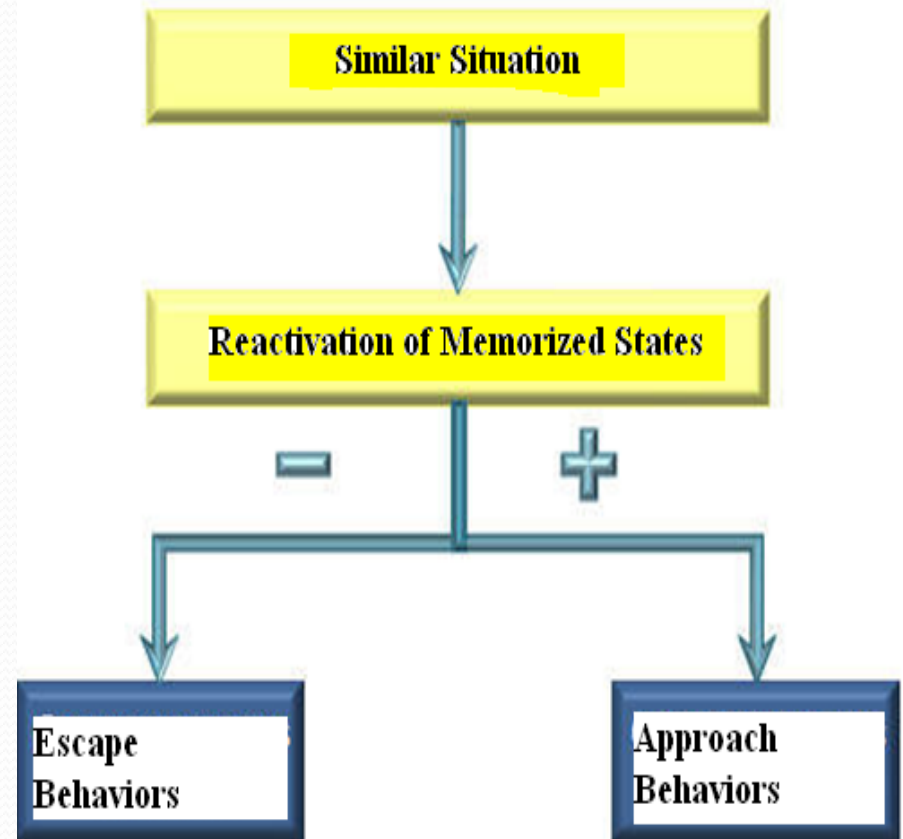 Similar Situation
Reactivation of Memorized States
- +
Escape
Behaviors
Approach
Behaviors